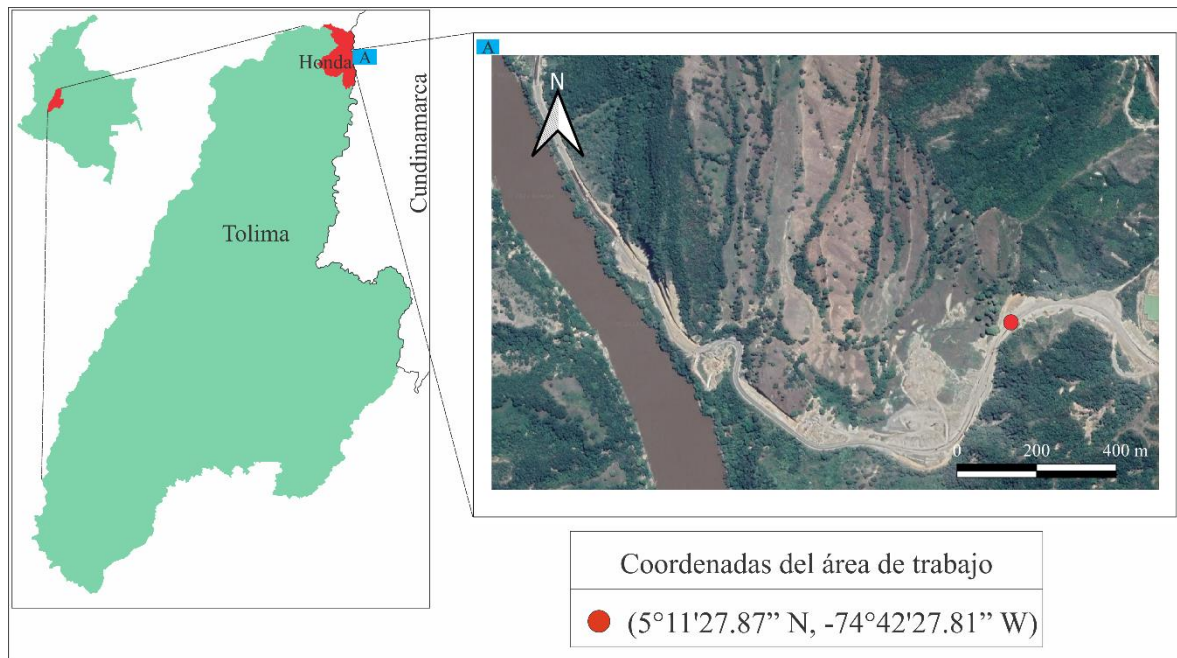 Honda
A
Cundinamarca
Tolima
A
N
0 200 400 m
Coordenadas del área de trabajo
(5°11'27.87” N, -74°42'27.81” W)